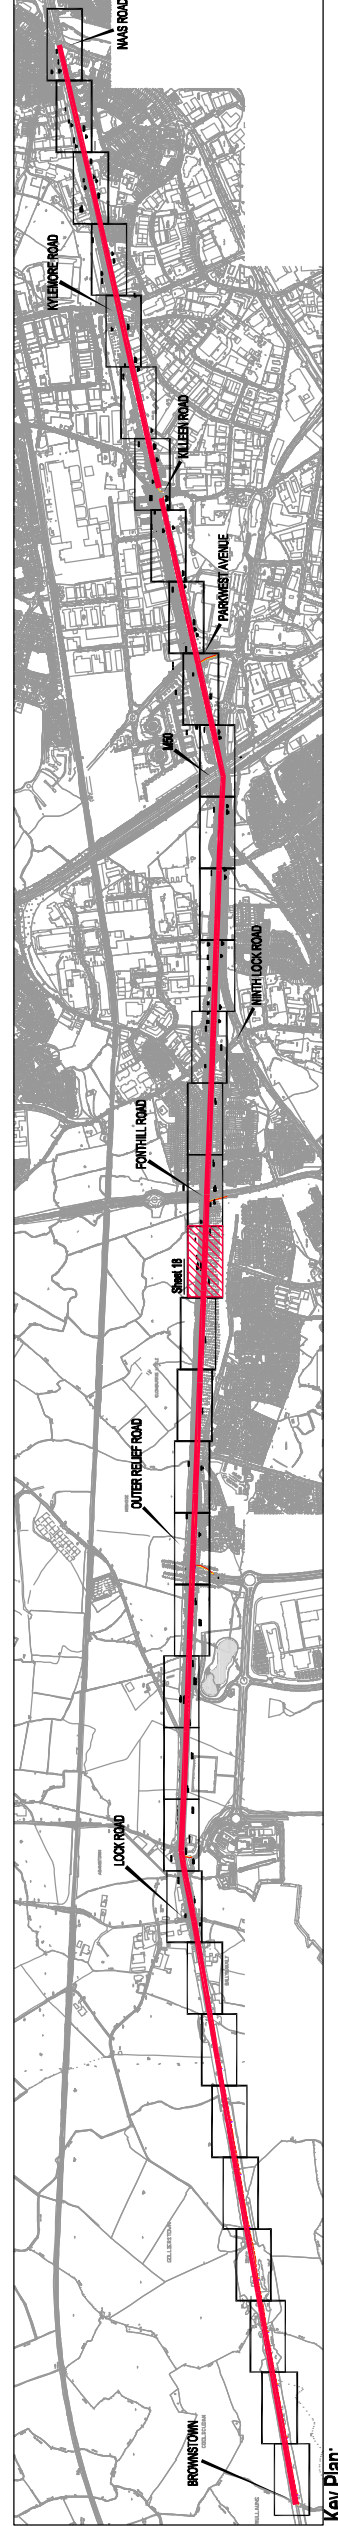 NAAS ROAD
KYLEMORE ROAD
KILLEEN ROAD
PARKWEST AVENUE
M50
NINTH LOCK ROAD
FONTHILL ROAD
Sheet 18
OUTER RELIEF ROAD
LOCK ROAD
BROWNSTOWN
Key Plan: